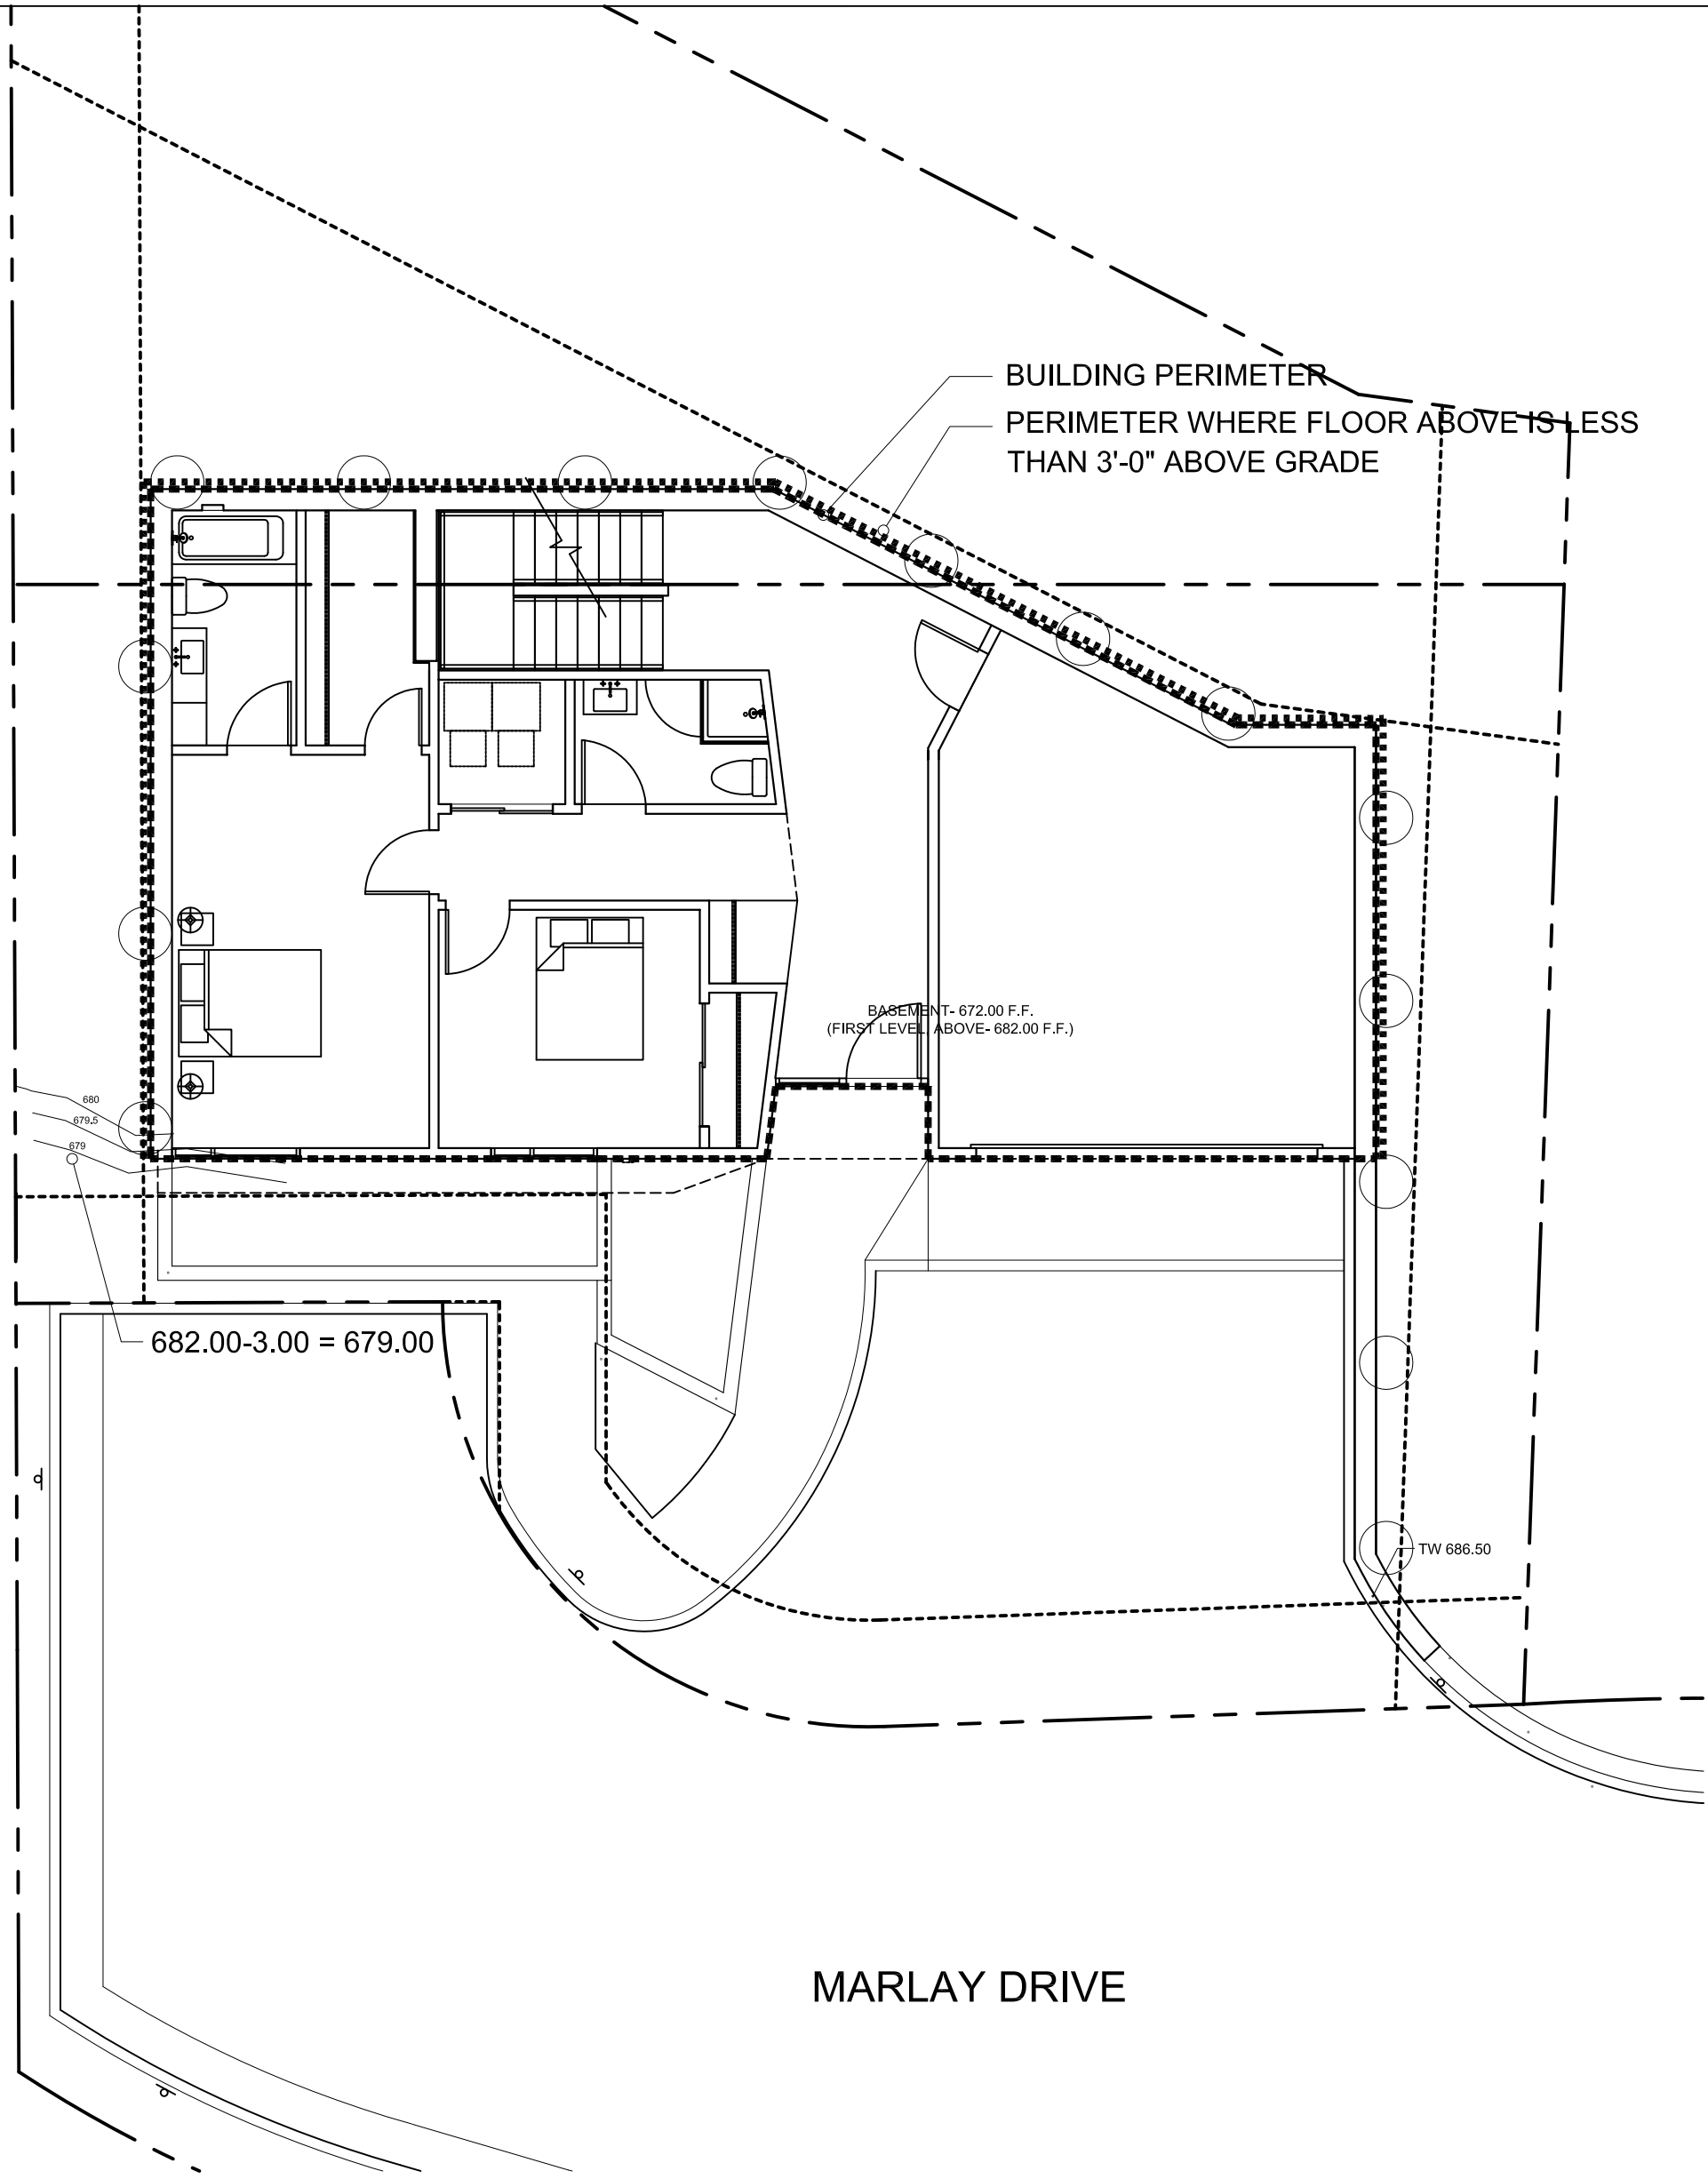 BUILDING PERIMETER
PERIMETER WHERE FLOOR ABOVE IS LESS
THAN 3'-0" ABOVE GRADE
BASEMENT- 672.00 F.F.
(FIRST LEVEL, ABOVE- 682.00 F.F.)
680
679.5
679
682.00-3.00 = 679.00
TW 686.50
MARLAY DRIVE